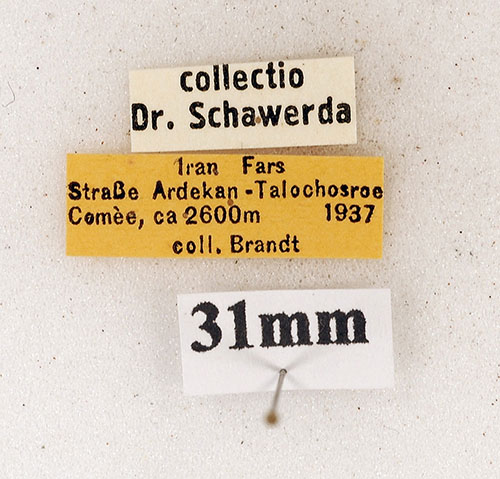 collectio
Dr. Schawerda
Iran Fars
Straße Ardekan-Talochosroe
Comèe, ca 2600m 1937
coll. Brandt
31mm